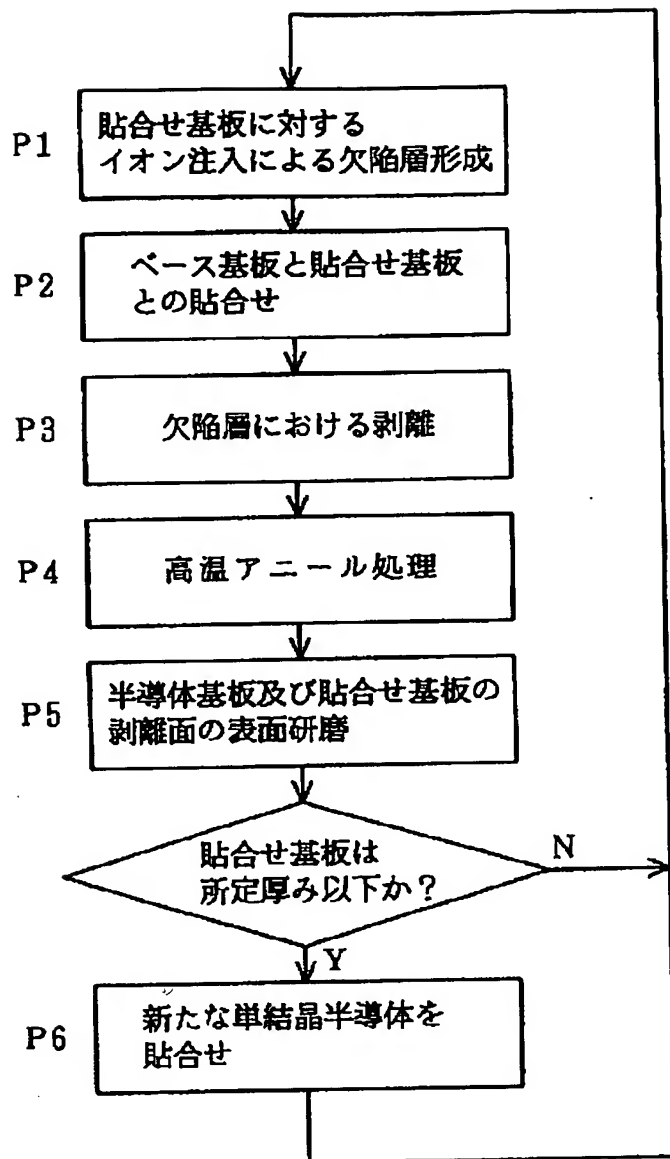 P1
貼合せ基板に対する
イオン注入による欠陥層形成
P2
ベース基板と貼合せ基板
との貼合せ
P3
欠陥層における剥離
P4
高温アニール処理
P5
半導体基板及び貼合せ基板の
剥離面の表面研磨
貼合せ基板は
所定厚み以下か？
N
Y
P6
新たな単結晶半導体を
貼合せ